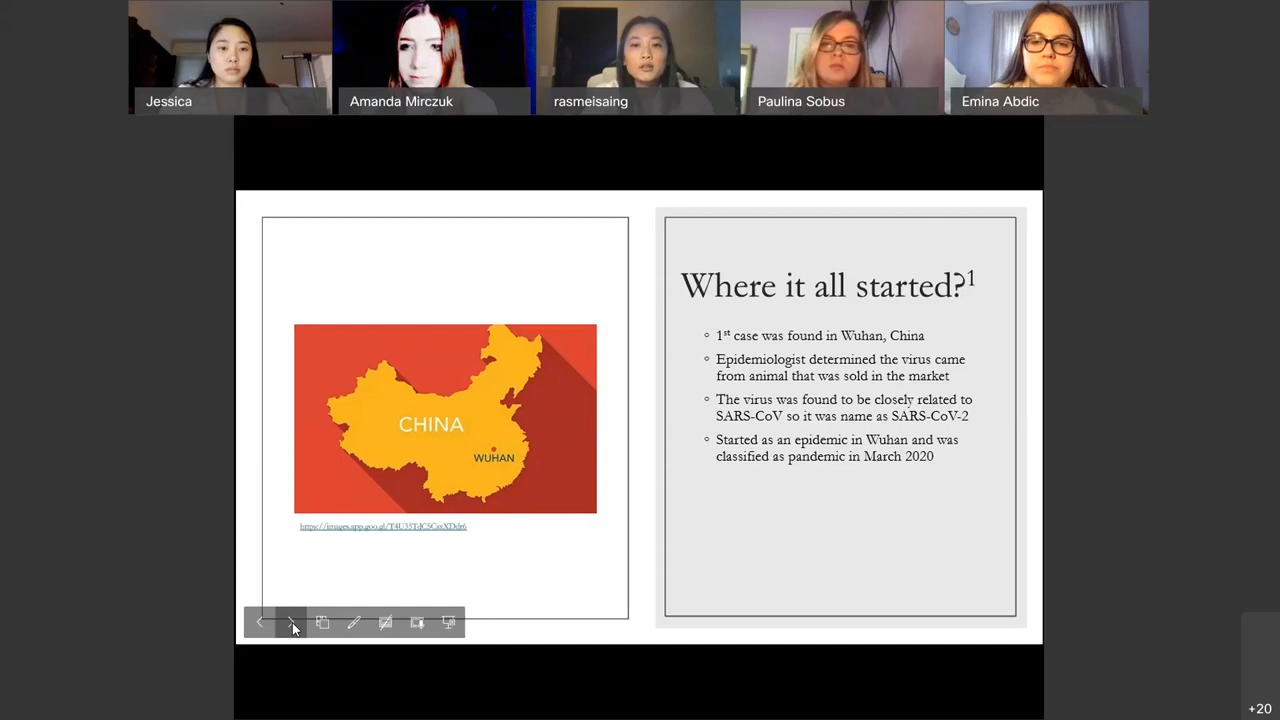 Jessica
Amanda Mirczuk
rasmeisaing
Paulina Sobus
Emina Abdic
CHINA
WUHAN
Where it all started?1
1st case was found in Wuhan, China
Epidemiologist determined the virus came
from animal that was sold in the market
The virus was found to be closely related to
SARS-CoV so it was name as SARS-CoV-2
Started as an epidemic in Wuhan and was
classified as pandemic in March 2020
+20